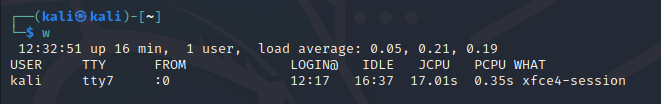 ┌──(kali㉿kali)-[~]
└─$ w
 12:32:51 up 16 min,  1 user,  load average: 0.05, 0.21, 0.19
USER     TTY      FROM             LOGIN@   IDLE   JCPU   PCPU WHAT
kali     tty7     :0               12:17   16:37  17.01s  0.35s xfce4-session